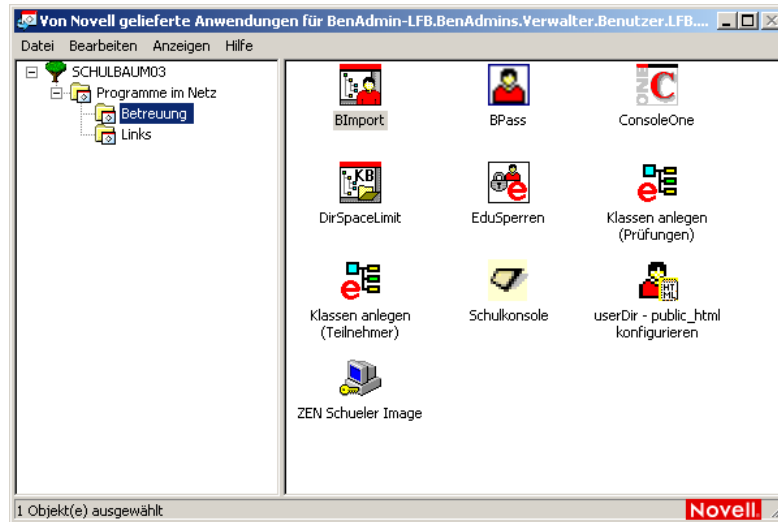 Von Novell gelieferte Anwendungen für BenAdmin-LFB.BenAdmins.Verwalter.Benutzer.LFB....
Datei Bearbeiten Anzeigen Hilfe
SCHULBAUM03
Programme im Netz
Betreuung
Links
BImport BPass ConsoleOne
DirSpaceLimit EduSperren Klassen anlegen
(Prüfungen)
Klassen anlegen Schulkonsole userDir - public_html
(Teilnehmer) konfigurieren
ZEN Schueler Image
1 Objekt(e) ausgewählt Novell.